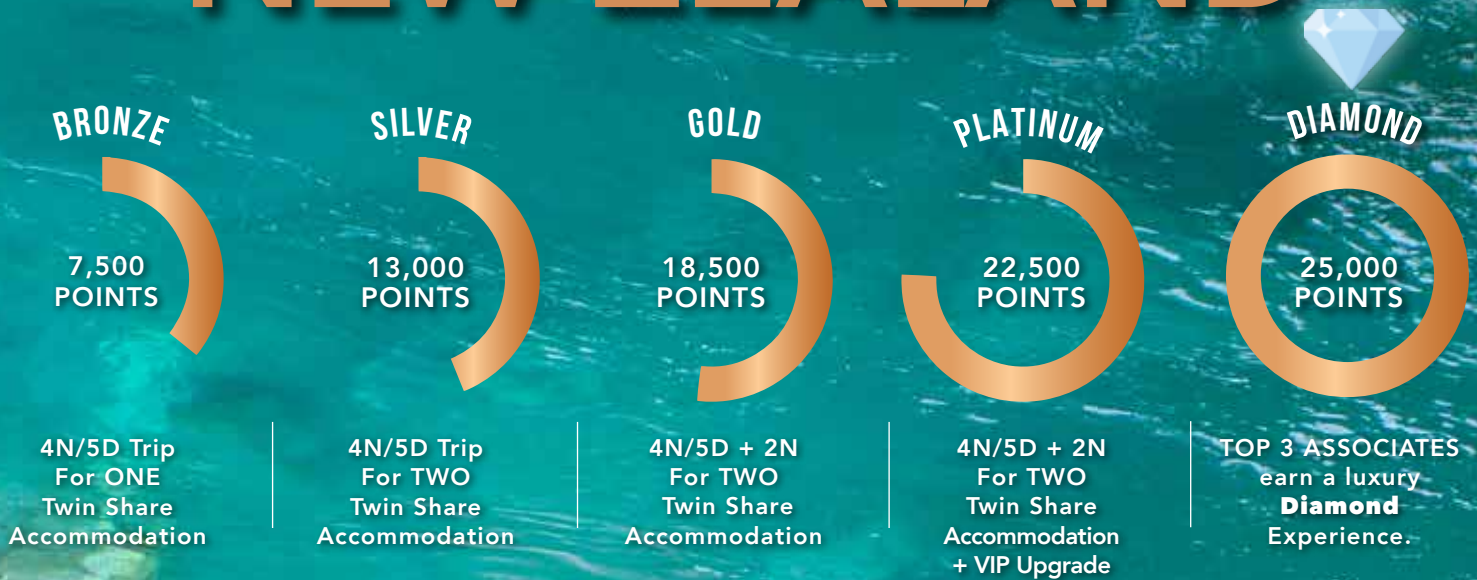 NEW ZEALAND
BRONZE
7,500
POINTS
4N/5D Trip
For ONE
Twin Share
Accommodation
SILVER
13,000
POINTS
4N/5D Trip
For TWO
Twin Share
Accommodation
GOLD
18,500
POINTS
4N/5D + 2N
For TWO
Twin Share
Accommodation
PLATINUM
22,500
POINTS
4N/5D + 2N
For TWO
Twin Share
Accommodation
+ VIP Upgrade
DIAMOND
25,000
POINTS
TOP 3 ASSOCIATES
earn a luxury
Diamond
Experience.